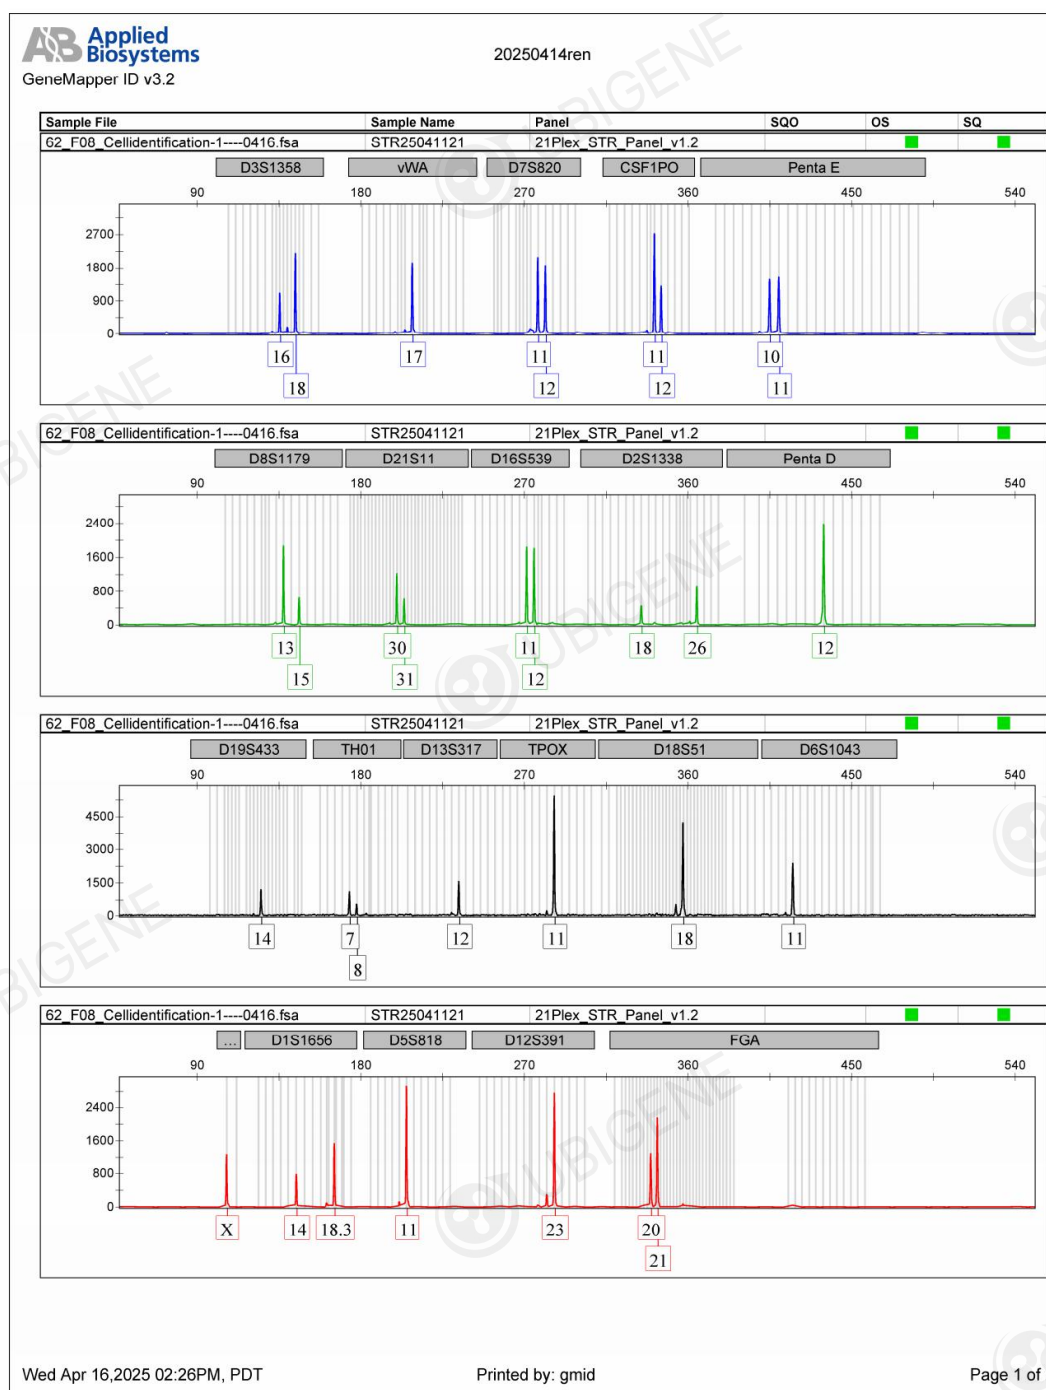 AB Applied
Biosystems
20250414ren
GeneMapper ID v3.2
Sample File Sample Name Panel SQO OS SQ
62_F08_Cellidentification-1----0416.fsa STR25041121 21Plex_STR_Panel_v1.2
D3S1358 vWA D7S820 CSF1PO Penta E
90 180 270 360 450 540
2700
1800
900
0
16 17 11 11 10
18 12 12 11
62_F08_Cellidentification-1----0416.fsa STR25041121 21Plex_STR_Panel_v1.2
D8S1179 D21S11 D16S539 D2S1338 Penta D
90 180 270 360 450 540
2400
1600
800
0
13 30 11 18 26 12
15 31 12
62_F08_Cellidentification-1----0416.fsa STR25041121 21Plex_STR_Panel_v1.2
D19S433 TH01 D13S317 TPOX D18S51 D6S1043
90 180 270 360 450 540
4500
3000
1500
0
14 7 12 11 18 11
8
62_F08_Cellidentification-1----0416.fsa STR25041121 21Plex_STR_Panel_v1.2
... D1S1656 D5S818 D12S391 FGA
90 180 270 360 450 540
2400
1600
800
0
X 14 18.3 11 23 20
21
Wed Apr 16,2025 02:26PM, PDT Printed by: gmid Page 1 of
UBIGENE
UBIGENE
UBIGENE
UBIGENE
UBIGENE